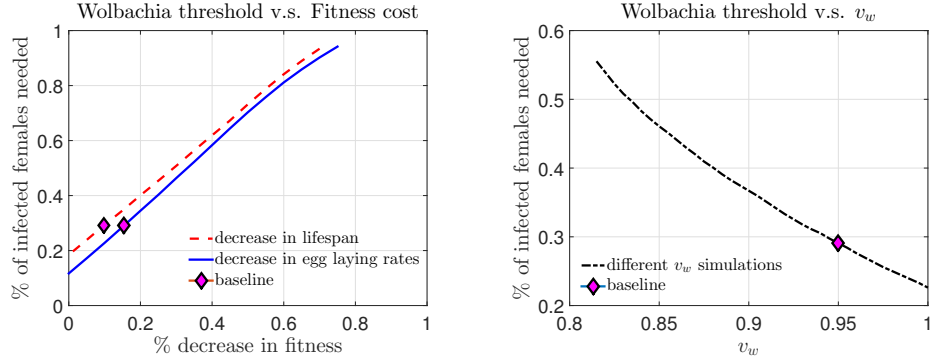 Wolbachia threshold v.s. Fitness cost
% of infected females needed
1
0.8
0.6
0.4
0.2
0
decrease in lifespan
decrease in egg laying rates
baseline
0 0.2 0.4 0.6 0.8 1
% decrease in fitness
Wolbachia threshold v.s. v_w
% of infected females needed
0.6
0.5
0.4
0.3
0.2
different v_w simulations
baseline
0.8 0.85 0.9 0.95 1
v_w